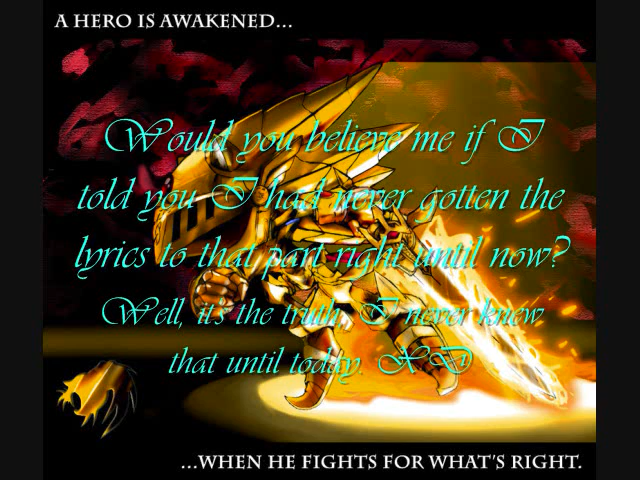 A HERO IS AWAKENED...
Would you believe me if I
told you I had never gotten the
lyrics to that part right until now?
Well, it's the truth, I never knew
that until today. XD
...WHEN HE FIGHTS FOR WHAT'S RIGHT.